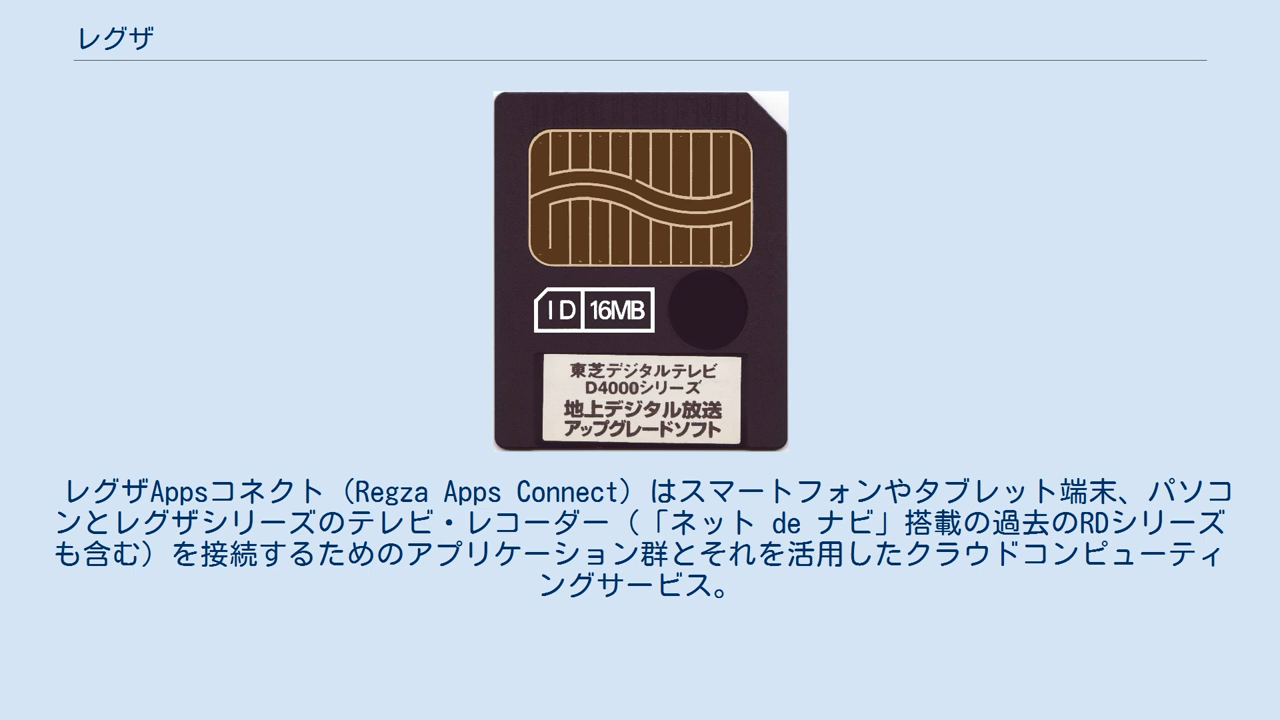 レグザ
ID 16MB
東芝デジタルテレビ
D4000シリーズ
地上デジタル放送
アップグレードソフト
レグザAppsコネクト（Regza Apps Connect）はスマートフォンやタブレット端末、パソコ
ンとレグザシリーズのテレビ・レコーダー（「ネット de ナビ」搭載の過去のRDシリーズ
も含む）を接続するためのアプリケーション群とそれを活用したクラウドコンピューティ
ングサービス。